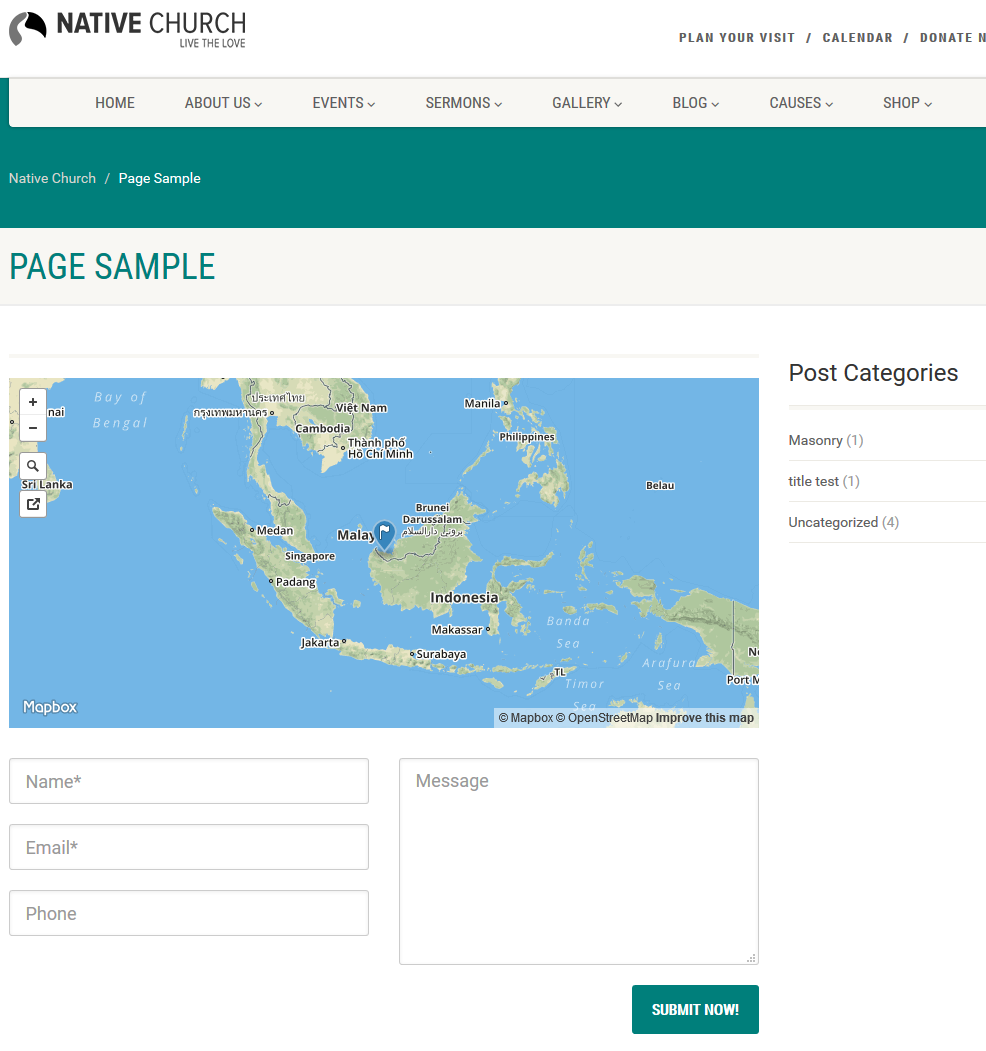 NATIVE CHURCH
LIVE THE LOVE
PLAN YOUR VISIT / CALENDAR / DONATE N
HOME ABOUT US EVENTS SERMONS GALLERY BLOG CAUSES SHOP
Native Church / Page Sample
PAGE SAMPLE
Post Categories
Masonry (1)
title test (1)
Uncategorized (4)
+
−
Bay of
Bengal
nai
Sri Lanka
ประเทศไทย
กรุงเทพมหานคร
Việt Nam
Cambodia
Thành phố
Hồ Chí Minh
Manila
Philippines
Belau
Brunei
Darussalam
بروني دارالسلام
Medan
Malay
Singapore
Padang
Indonesia
Makassar
Jakarta
Surabaya
Banda
Sea
Arafura
Sea
TL
Timor
Sea
Port M
Mapbox
© Mapbox © OpenStreetMap Improve this map
Name*
Message
Email*
Phone
SUBMIT NOW!